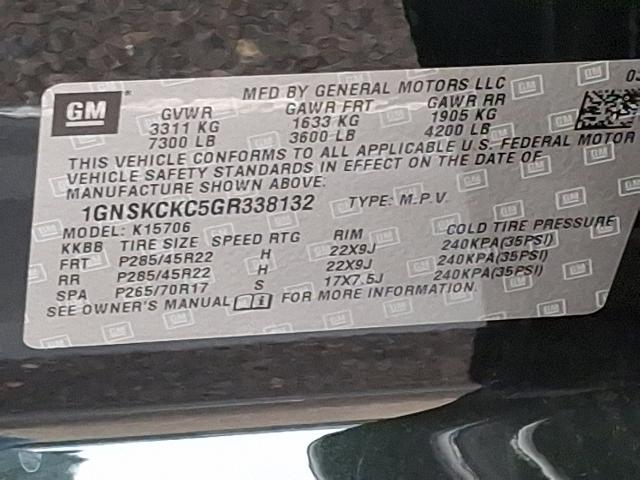 GM
MFD BY GENERAL MOTORS LLC
GVWR GAWR FRT GAWR RR
3311 KG 1633 KG 1905 KG
7300 LB 3600 LB 4200 LB
THIS VEHICLE CONFORMS TO ALL APPLICABLE U.S. FEDERAL MOTOR
VEHICLE SAFETY STANDARDS IN EFFECT ON THE DATE OF
MANUFACTURE SHOWN ABOVE.
1GNSKCKC5GR338132 TYPE: M.P.V.
MODEL: K15706
KKBB TIRE SIZE SPEED RTG RIM COLD TIRE PRESSURE
FRT P285/45R22 H 22X9J 240KPA(35PSI)
RR P285/45R22 H 22X9J 240KPA(35PSI)
SPA P265/70R17 S 17X7.5J 240KPA(35PSI)
SEE OWNER'S MANUAL FOR MORE INFORMATION.